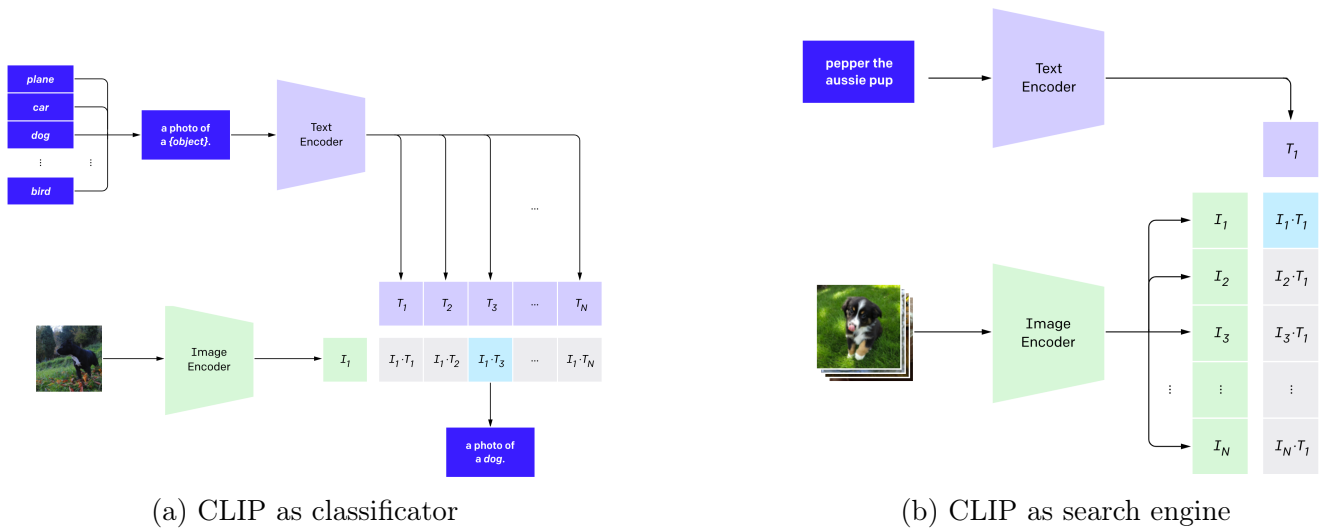 plane
car
dog
⋮
⋮
bird
a photo of
a {object}.
Text
Encoder
...
T1 T2 T3 ... TN
Image
Encoder
I1
I1·T1 I1·T2 I1·T3 ... I1·TN
a photo of
a dog.
(a) CLIP as classificator
pepper the
aussie pup
Text
Encoder
T1
Image
Encoder
I1 I1·T1
I2 I2·T1
I3 I3·T1
⋮ ⋮ ⋮
IN IN·T1
(b) CLIP as search engine